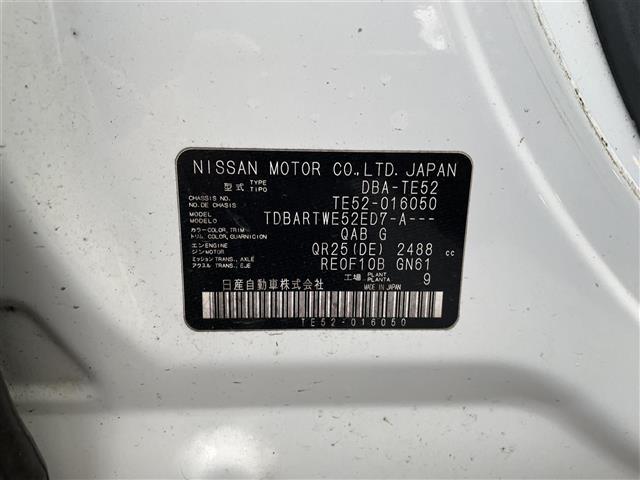 NISSAN MOTOR CO.,LTD. JAPAN
型式 TYPE TIPO DBA-TE52
CHASSIS NO. NO. DE CHASIS TE52-016050
MODEL MODELO TDBARTWE52ED7-A---
カラー COLOR, TRIM トリム COLOR, GUARNICION QAB G
エンジン ENGINE MOTOR QR25(DE) 2488 cc
ミッション TRANS., AXLE アクスル TRANS., EJE RE0F10B GN61
工場 PLANT PLANTA 9
日産自動車株式会社 MADE IN JAPAN
TE52-016050